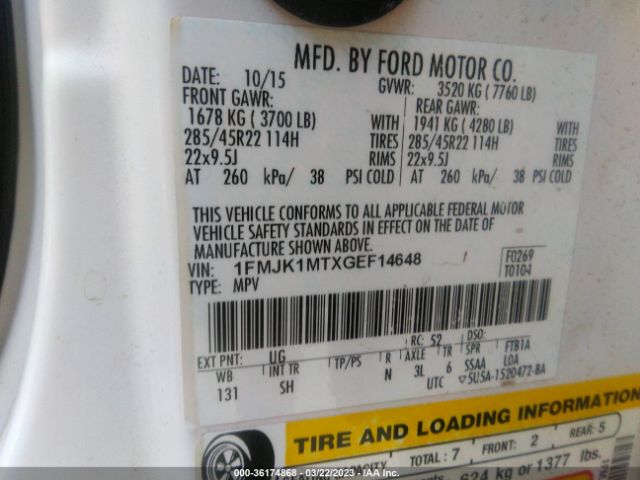 MFD. BY FORD MOTOR CO.
DATE: 10/15 GVWR: 3520 KG ( 7760 LB)
FRONT GAWR: REAR GAWR:
1678 KG ( 3700 LB) WITH 1941 KG ( 4280 LB) WITH
285/45R22 114H TIRES 285/45R22 114H TIRES
22x9.5J RIMS 22x9.5J RIMS
AT 260 kPa/ 38 PSI COLD AT 260 kPa/ 38 PSI COLD
THIS VEHICLE CONFORMS TO ALL APPLICABLE FEDERAL MOTOR
VEHICLE SAFETY STANDARDS IN EFFECT ON THE DATE OF
MANUFACTURE SHOWN ABOVE.
VIN: 1FMJK1MTXGEF14648 F0269
TYPE: MPV T0104
RC: 52 DSO:
EXT PNT: UG
WB INT TR TP/PS R AXLE TR SPR FTB1A
131 SH N 3L 6 SSAA LOA
UTC 5U5A-1520472-BA
TIRE AND LOADING INFORMATION
CAPACITY TOTAL: 7 FRONT: 2 REAR: 5
624 kg or 1377 lbs.
000-36174868 - 03/22/2023 - IAAI.COM